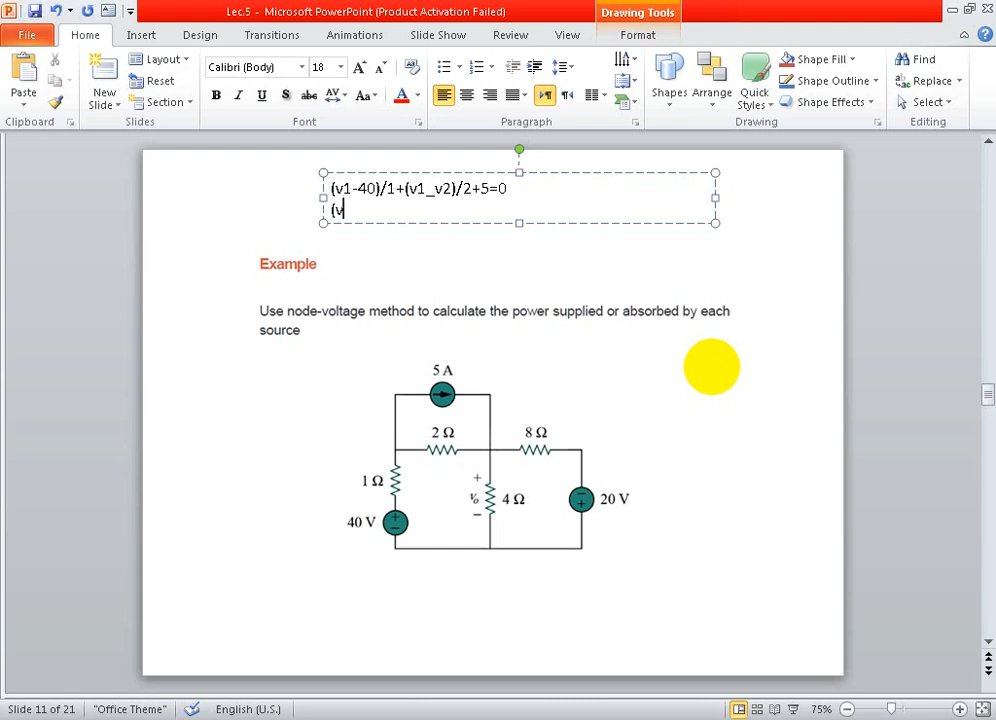 Lec.5 - Microsoft PowerPoint (Product Activation Failed)
Drawing Tools
File Home Insert Design Transitions Animations Slide Show Review View Format
Paste
Clipboard
New Slide
Layout
Reset
Section
Slides
Calibri (Body) 18
B I U S abc AV Aa A
Font
Paragraph
Shapes
Arrange
Quick Styles
Shape Fill
Shape Outline
Shape Effects
Drawing
Find
Replace
Select
Editing
(v1-40)/1+(v1_v2)/2+5=0
(v
Example
Use node-voltage method to calculate the power supplied or absorbed by each
source
5 A
2 Ω 8 Ω
1 Ω
+
vo
−
4 Ω
20 V
40 V
Slide 11 of 21 "Office Theme" English (U.S.) 75%